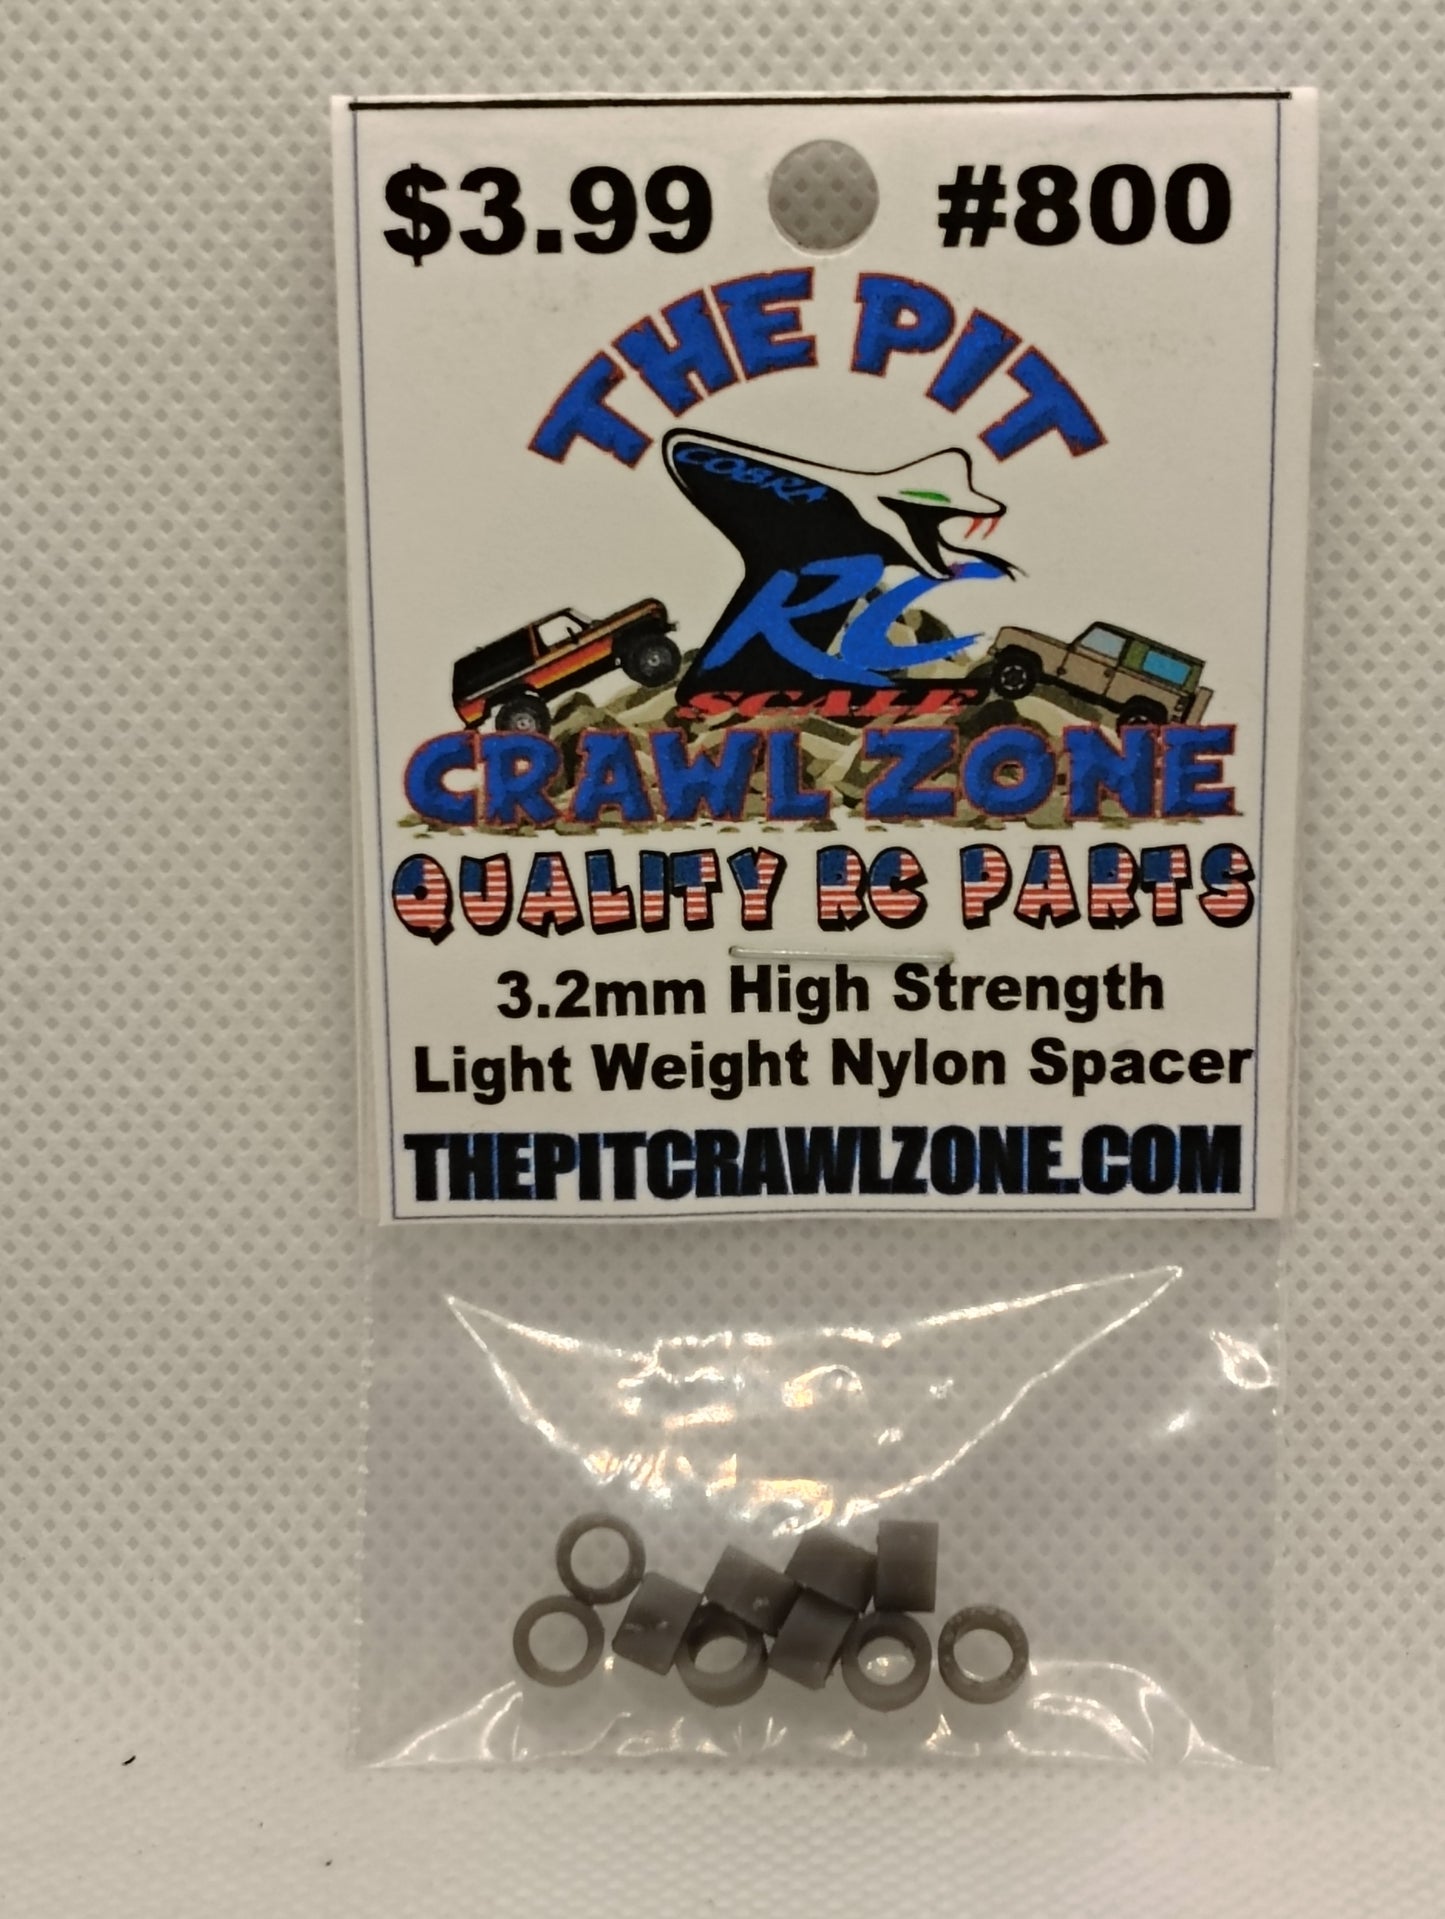 $3.99 #800
THE PIT
COBRA
RC
SCALE
CRAWL ZONE
QUALITY RC PARTS
3.2mm High Strength
Light Weight Nylon Spacer
THEPITCRAWLZONE.COM